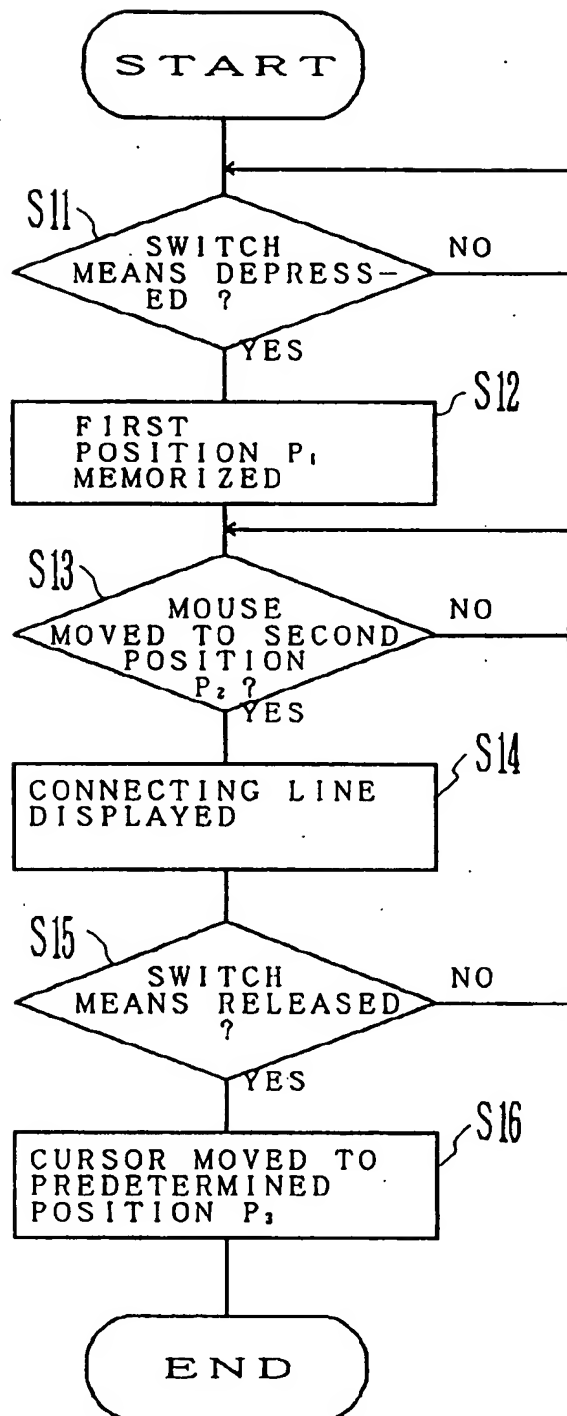 START
S11
SWITCH
MEANS DEPRESS-
ED ?
NO
YES
S12
FIRST
POSITION P₁
MEMORIZED
S13
MOUSE
MOVED TO SECOND
POSITION
P₂ ?
NO
YES
S14
CONNECTING LINE
DISPLAYED
S15
SWITCH
MEANS RELEASED
?
NO
YES
S16
CURSOR MOVED TO
PREDETERMINED
POSITION P₃
END